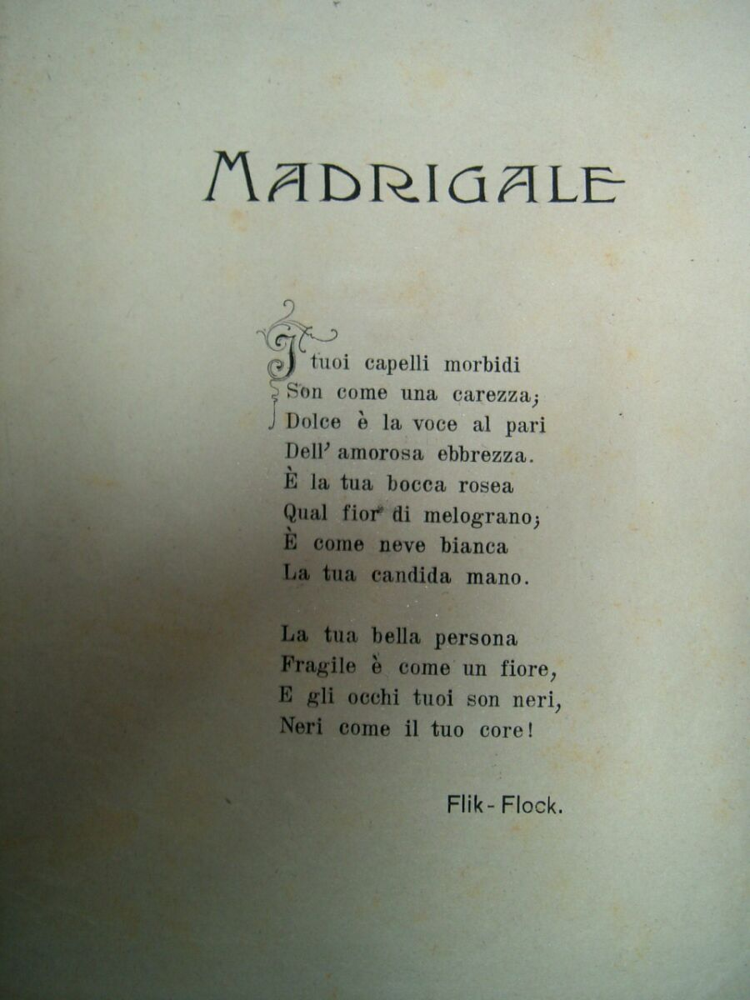 MADRIGALE
I tuoi capelli morbidi
Son come una carezza;
Dolce è la voce al pari
Dell' amorosa ebbrezza.
È la tua bocca rosea
Qual fior di melograno;
È come neve bianca
La tua candida mano.
La tua bella persona
Fragile è come un fiore,
E gli occhi tuoi son neri,
Neri come il tuo core!
Flik-Flock.